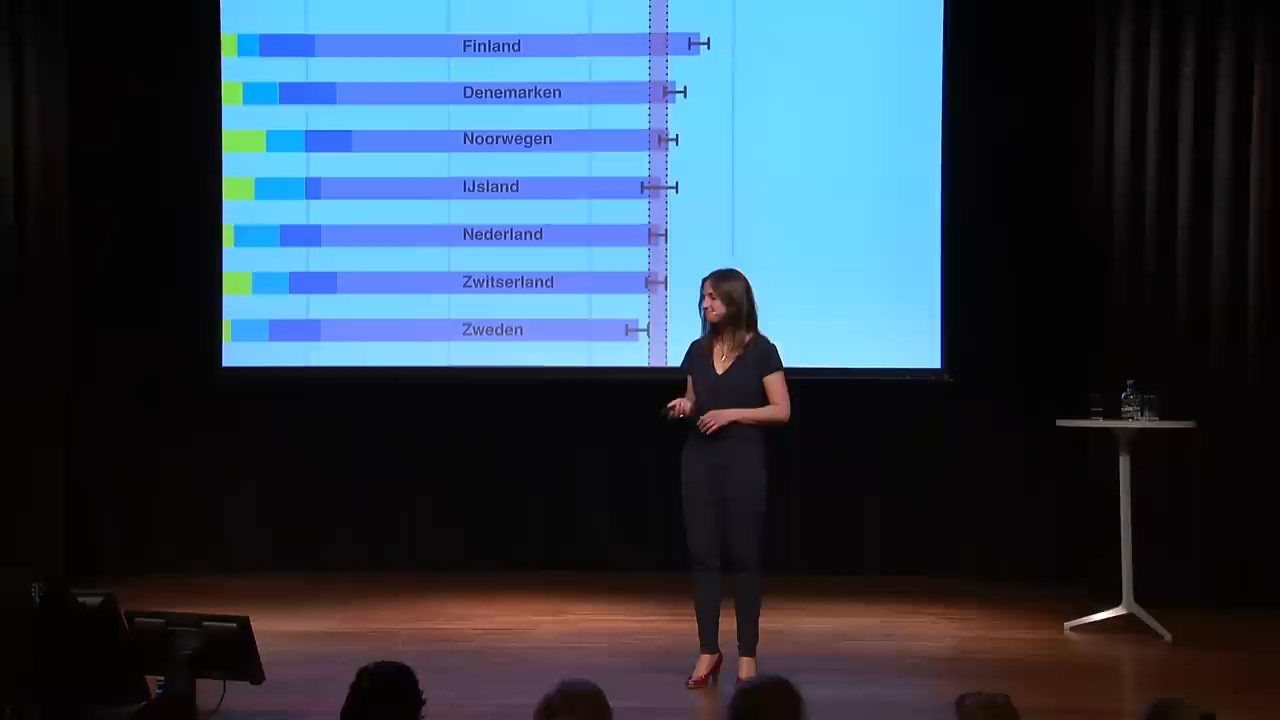 Finland
Denemarken
Noorwegen
IJsland
Nederland
Zwitserland
Zweden